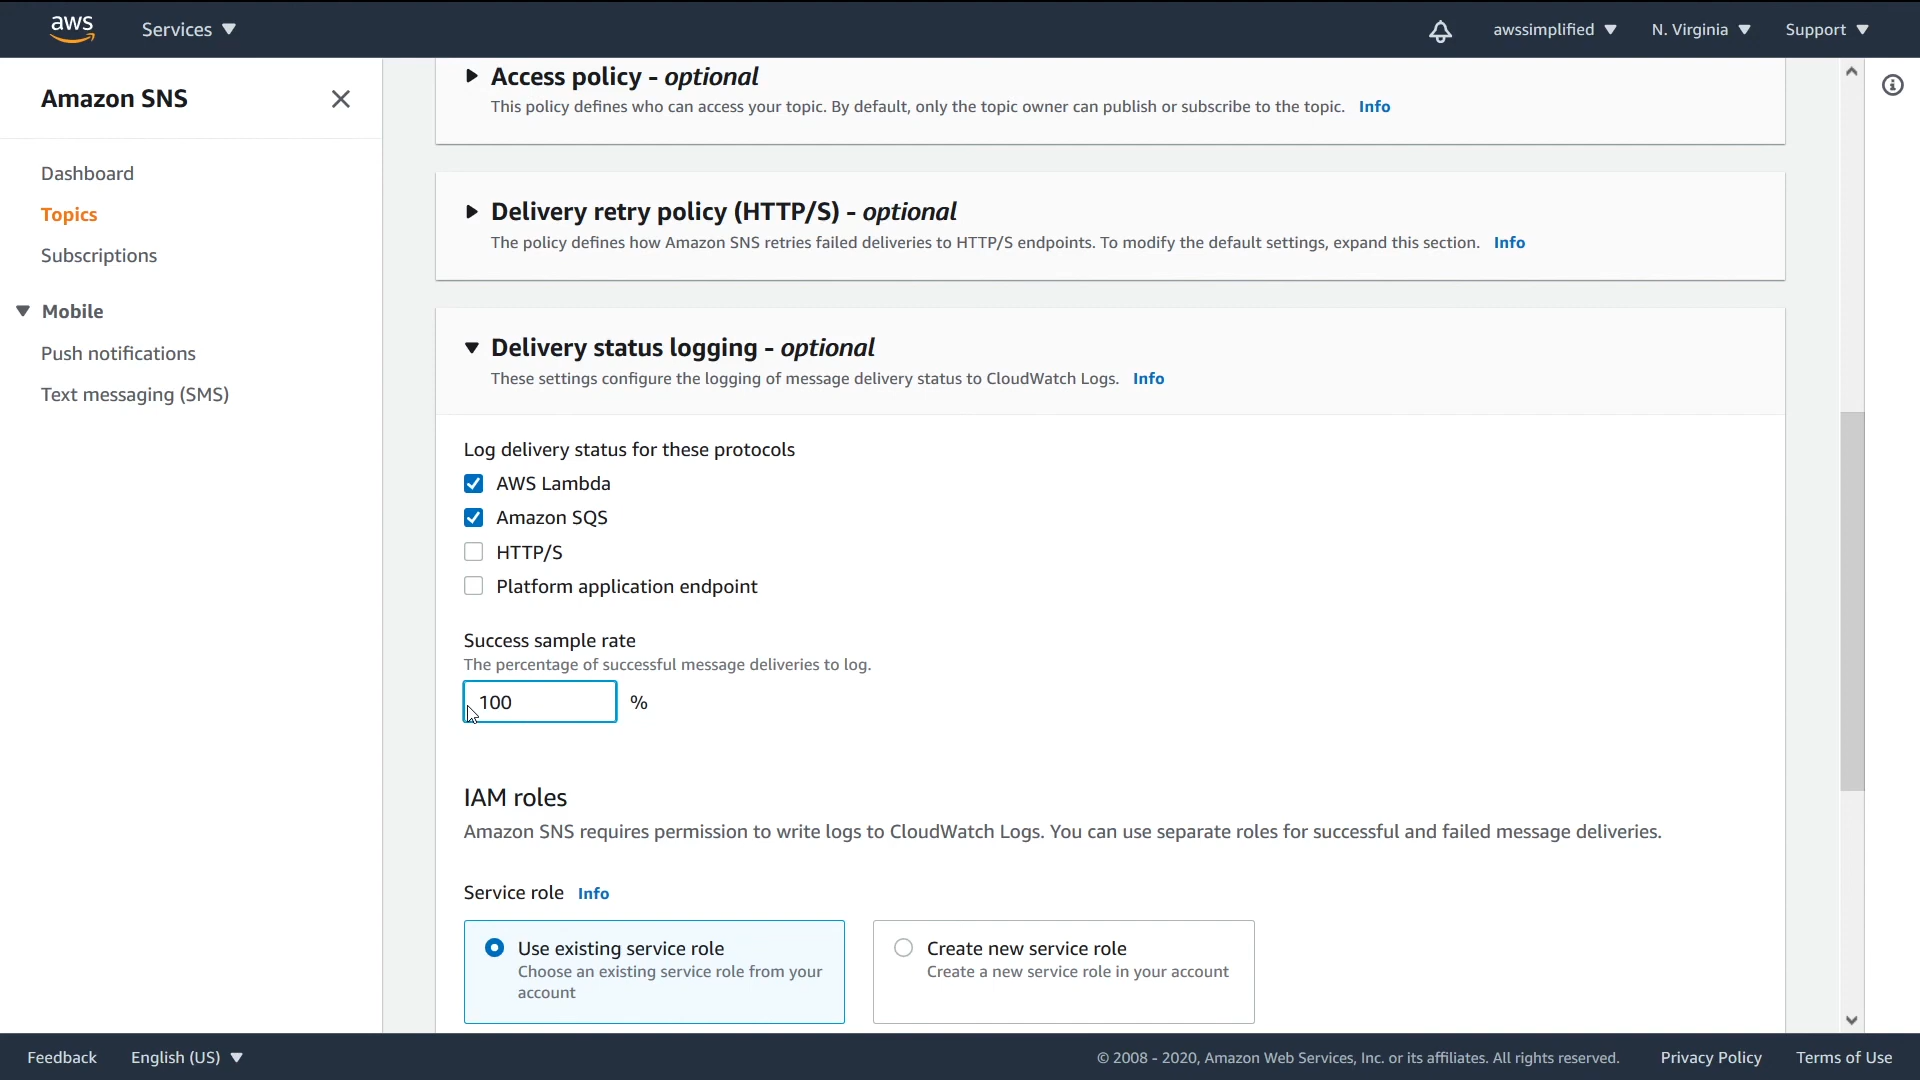 aws
Services
awssimplified
N. Virginia
Support
Amazon SNS
Dashboard
Topics
Subscriptions
Mobile
Push notifications
Text messaging (SMS)
Access policy - optional
This policy defines who can access your topic. By default, only the topic owner can publish or subscribe to the topic. Info
Delivery retry policy (HTTP/S) - optional
The policy defines how Amazon SNS retries failed deliveries to HTTP/S endpoints. To modify the default settings, expand this section. Info
Delivery status logging - optional
These settings configure the logging of message delivery status to CloudWatch Logs. Info
Log delivery status for these protocols
AWS Lambda
Amazon SQS
HTTP/S
Platform application endpoint
Success sample rate
The percentage of successful message deliveries to log.
100 %
IAM roles
Amazon SNS requires permission to write logs to CloudWatch Logs. You can use separate roles for successful and failed message deliveries.
Service role Info
Use existing service role
Choose an existing service role from your
account
Create new service role
Create a new service role in your account
Feedback
English (US)
© 2008 - 2020, Amazon Web Services, Inc. or its affiliates. All rights reserved.
Privacy Policy
Terms of Use